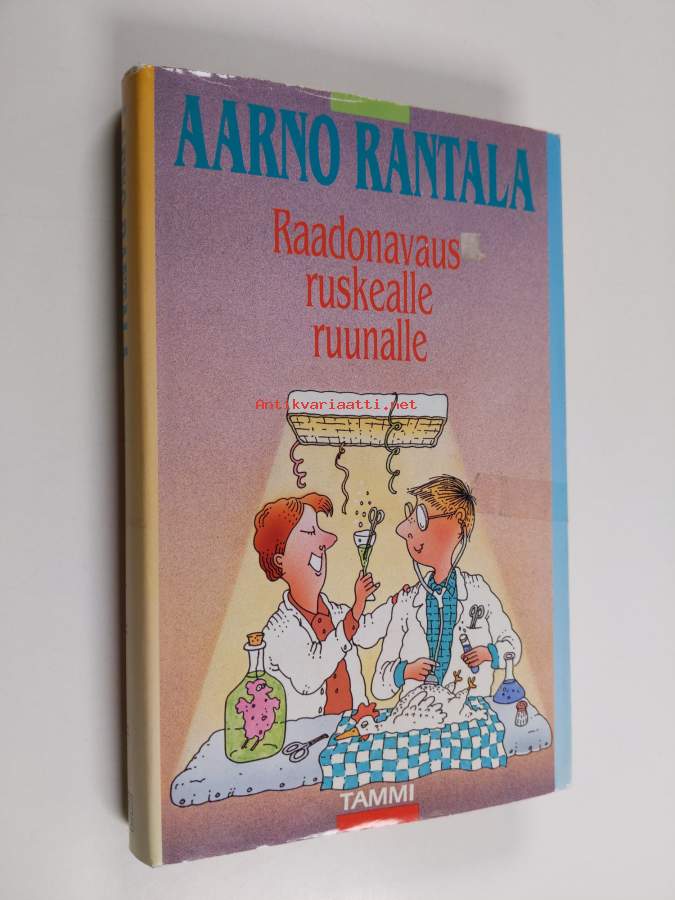 AARNO RANTALA
Raadonavaus
ruskealle
ruunalle
Antikvariaatti.net
TAMMI